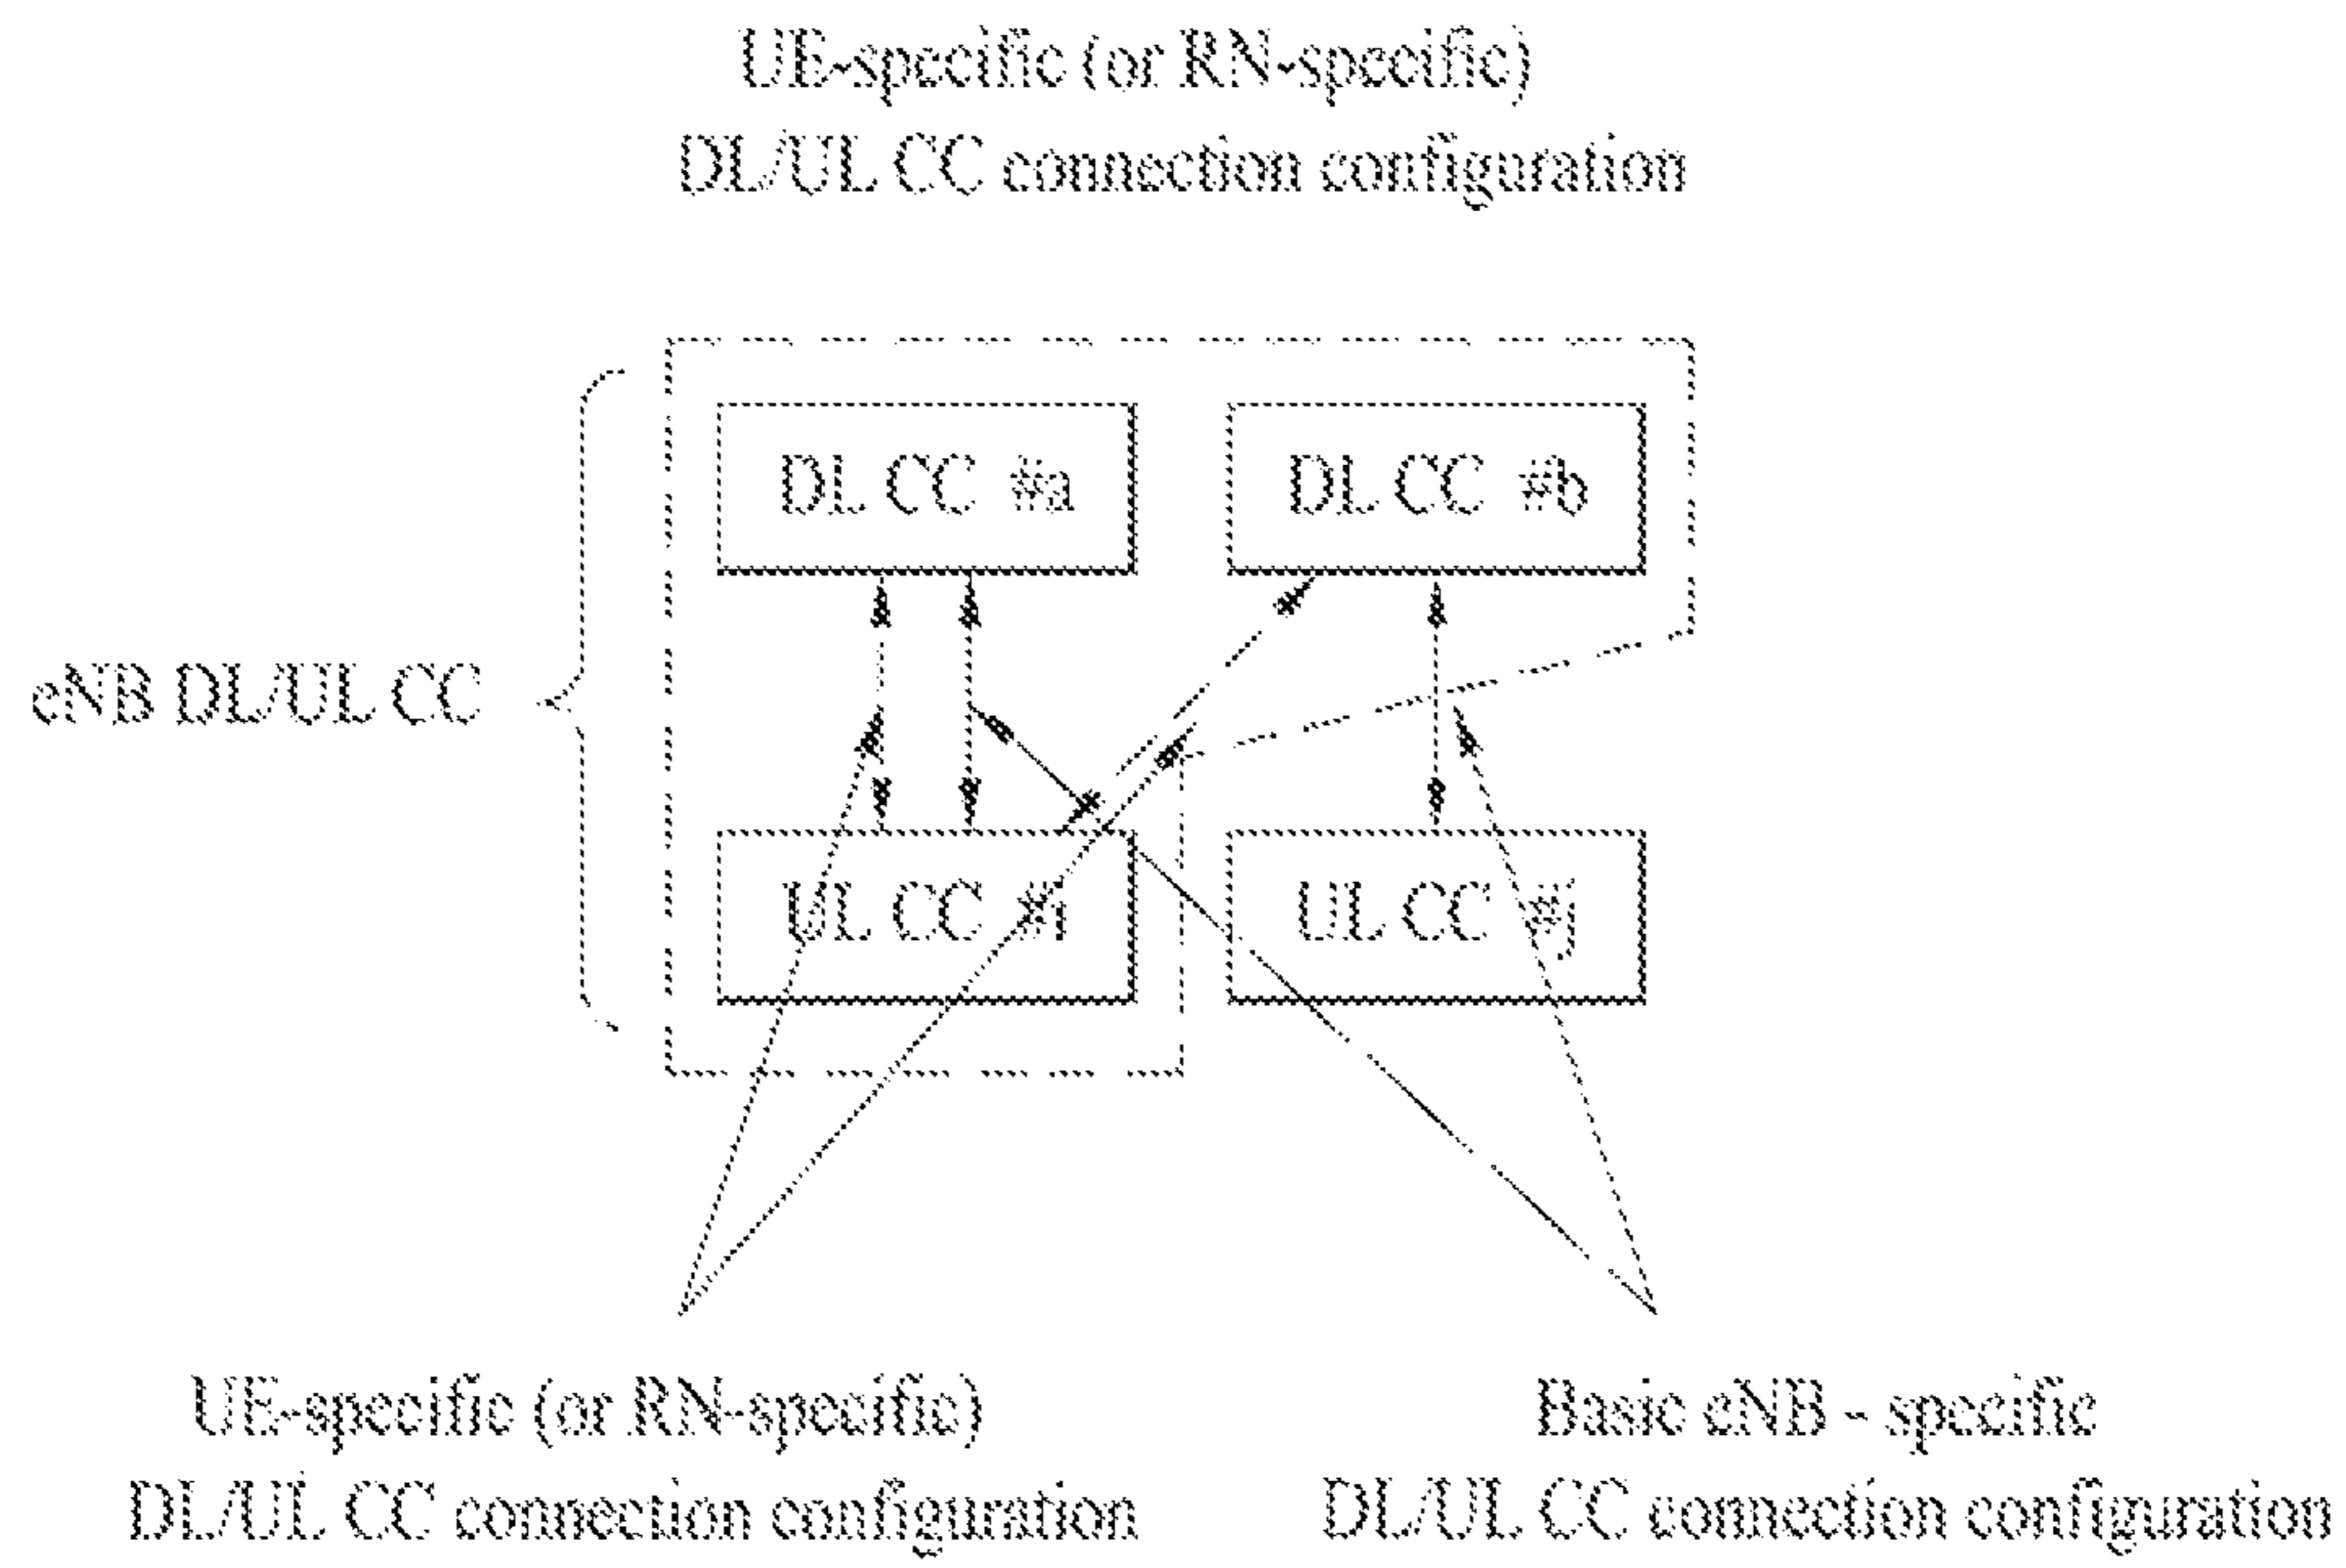 UE-specific (or RN-specific)
DL/UL CC connection configuration
DL CC #a
DL CC #b
eNB DL/UL CC
UL CC #i
UL CC #j
UE-specific (or RN-specific)
DL/UL CC connection configuration
Basic eNB - specific
DL/UL CC connection configuration